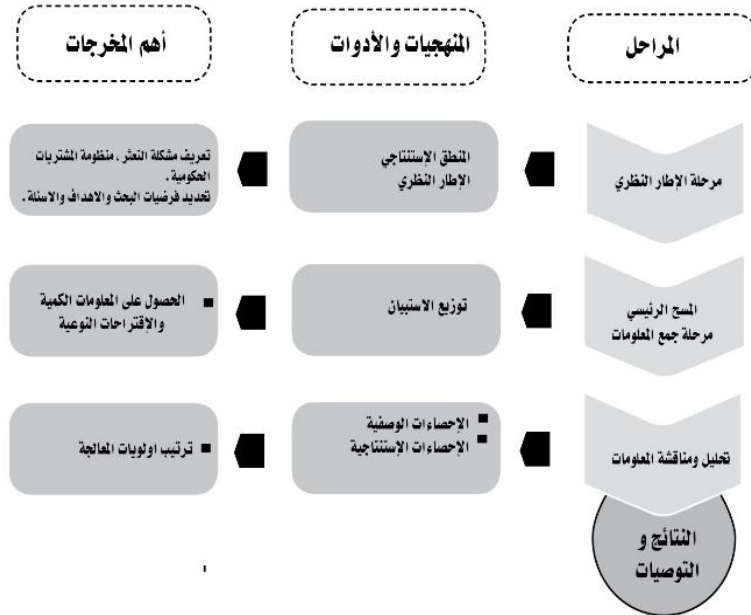 المراحل
المنهجيات والأدوات
أهم المخرجات
مرحلة الإطار النظري
المنطق الإستنتاجي
الإطار النظري
تعريف مشكلة التعثر ، منظومة المشتريات
الحكومية .
تحديد فرضيات البحث والاهداف والاسئلة .
المسح الرئيسي
مرحلة جمع المعلومات
توزيع الاستبيان
الحصول على المعلومات الكمية
والإقتراحات النوعية
تحليل ومناقشة المعلومات
الإحصاءات الوصفية
الإحصاءات الإستنتاجية
ترتيب اولويات المعالجة
النتائج و
التوصيات